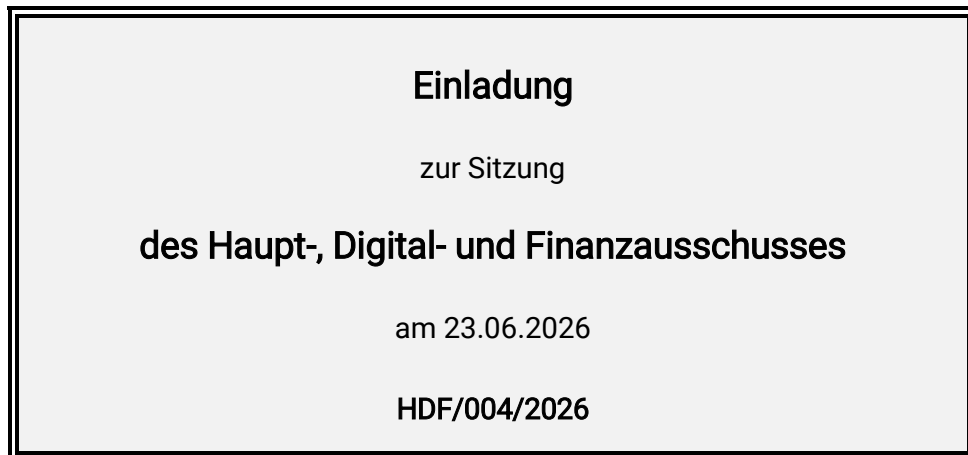 Einladung
zur Sitzung
des Haupt-, Digital- und Finanzausschusses
am 23.06.2026
HDF/004/2026